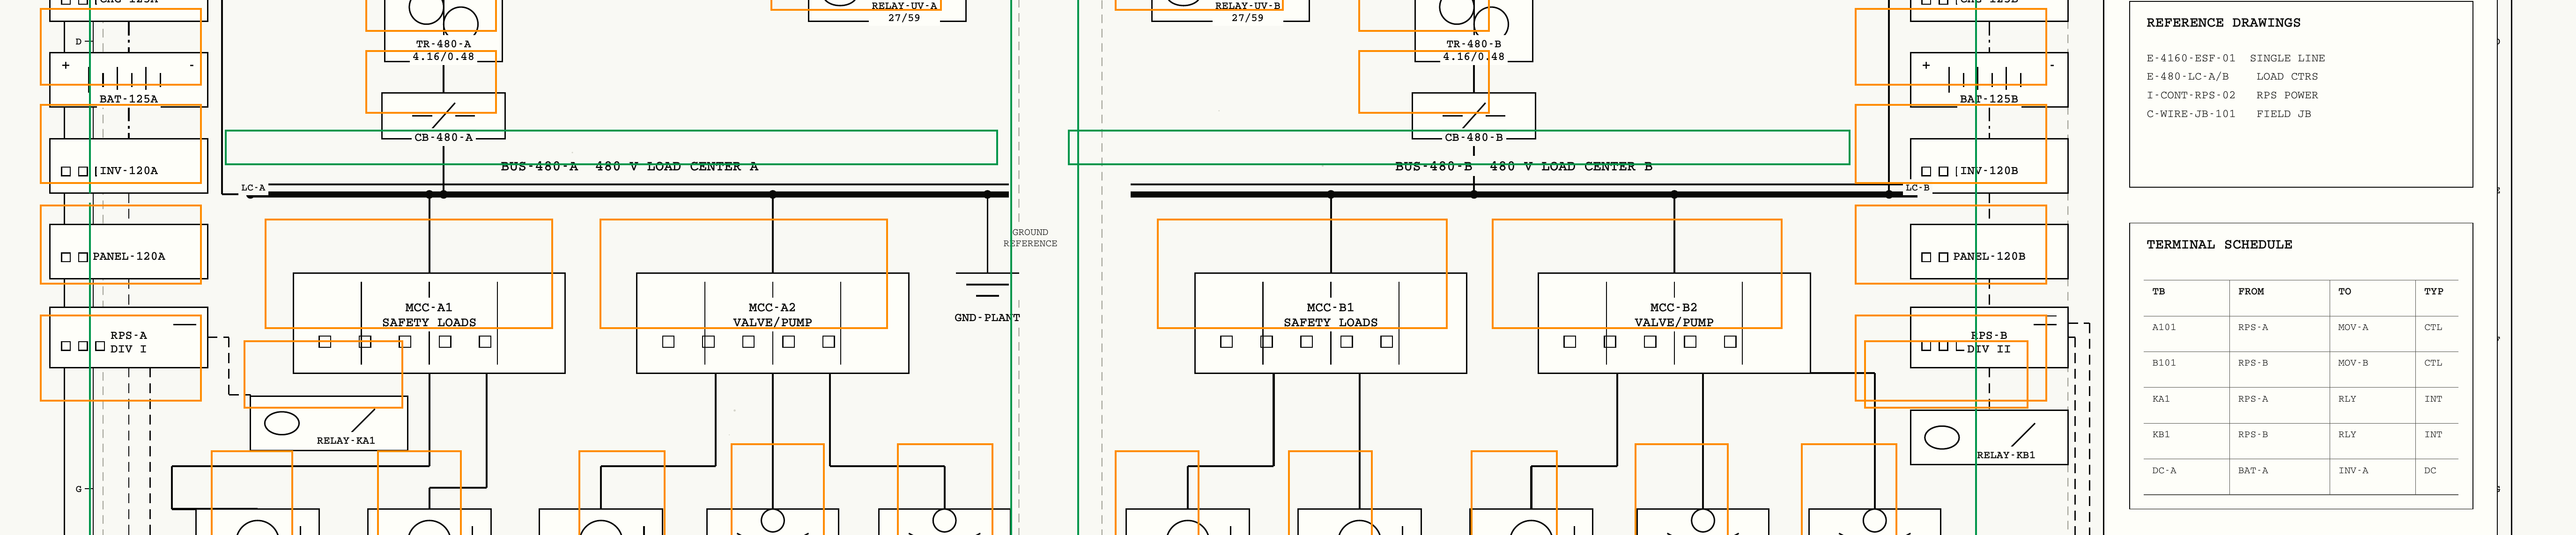 CHG-125A
RELAY-UV-A
27/59
RELAY-UV-B
27/59
CHG-125B
REFERENCE DRAWINGS
D
TR-480-A
4.16/0.48
TR-480-B
4.16/0.48
E-4160-ESF-01 SINGLE LINE
E-480-LC-A/B LOAD CTRS
I-CONT-RPS-02 RPS POWER
C-WIRE-JB-101 FIELD JB
+ -
BAT-125A
+ -
BAT-125B
CB-480-A
CB-480-B
BUS-480-A 480 V LOAD CENTER A
BUS-480-B 480 V LOAD CENTER B
INV-120A
INV-120B
LC-A
LC-B
GROUND
REFERENCE
PANEL-120A
PANEL-120B
TERMINAL SCHEDULE
TB FROM TO TYP
A101 RPS-A MOV-A CTL
B101 RPS-B MOV-B CTL
KA1 RPS-A RLY INT
KB1 RPS-B RLY INT
DC-A BAT-A INV-A DC
MCC-A1
SAFETY LOADS
MCC-A2
VALVE/PUMP
GND-PLANT
MCC-B1
SAFETY LOADS
MCC-B2
VALVE/PUMP
RPS-A
DIV I
RPS-B
DIV II
RELAY-KA1
RELAY-KB1
G